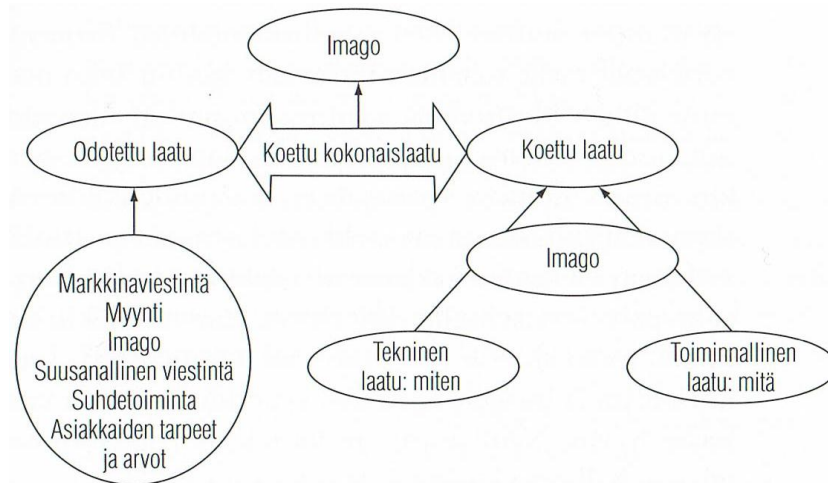 Imago
Odotettu laatu
Koettu kokonaislaatu
Koettu laatu
Imago
Markkinaviestintä
Myynti
Imago
Suusanallinen viestintä
Suhdetoiminta
Asiakkaiden tarpeet
ja arvot
Tekninen
laatu: miten
Toiminnallinen
laatu: mitä